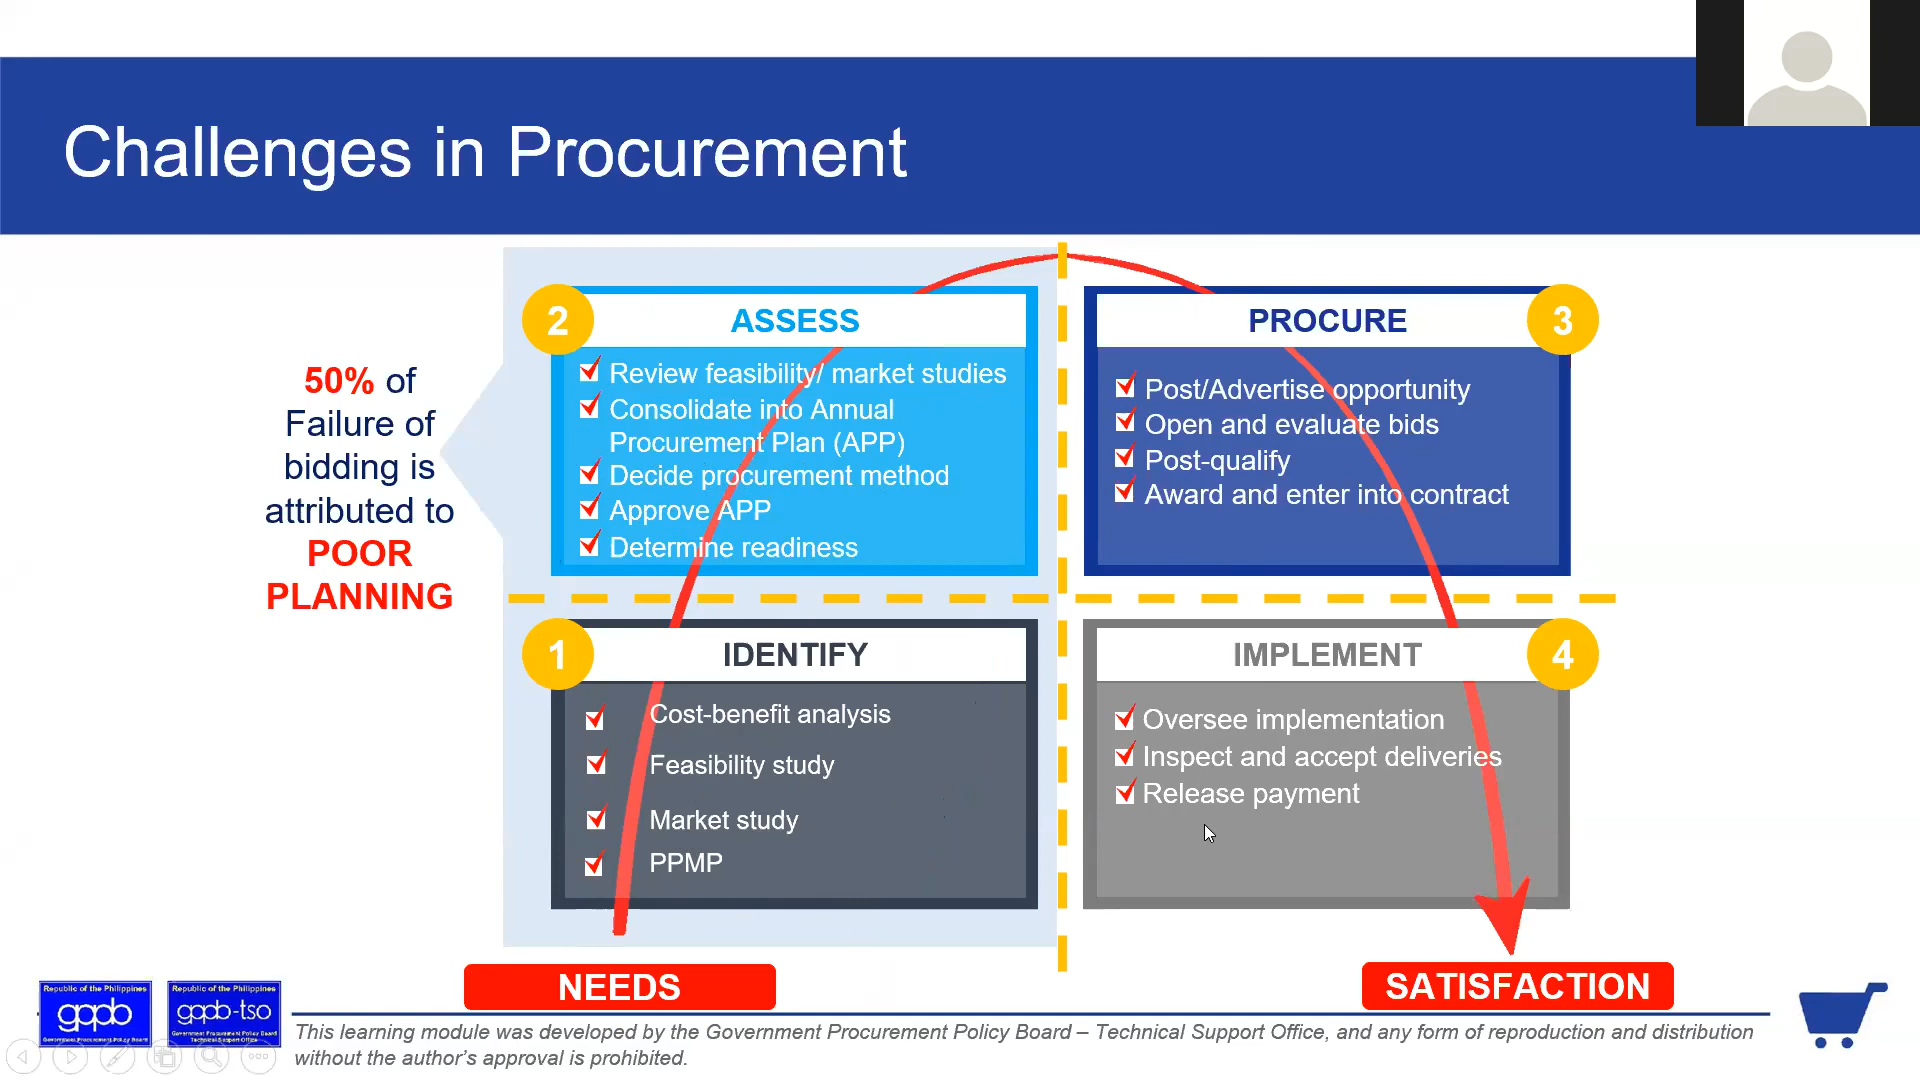 Challenges in Procurement
50% of
Failure of
bidding is
attributed to
POOR
PLANNING
2
ASSESS
Review feasibility/ market studies
Consolidate into Annual
Procurement Plan (APP)
Decide procurement method
Approve APP
Determine readiness
PROCURE
3
Post/Advertise opportunity
Open and evaluate bids
Post-qualify
Award and enter into contract
1
IDENTIFY
Cost-benefit analysis
Feasibility study
Market study
PPMP
IMPLEMENT
4
Oversee implementation
Inspect and accept deliveries
Release payment
NEEDS
SATISFACTION
Republic of the Philippines
gppb
Government Procurement Policy Board
Republic of the Philippines
gppb-tso
Government Procurement Policy Board
Technical Support Office
This learning module was developed by the Government Procurement Policy Board – Technical Support Office, and any form of reproduction and distribution
without the author's approval is prohibited.